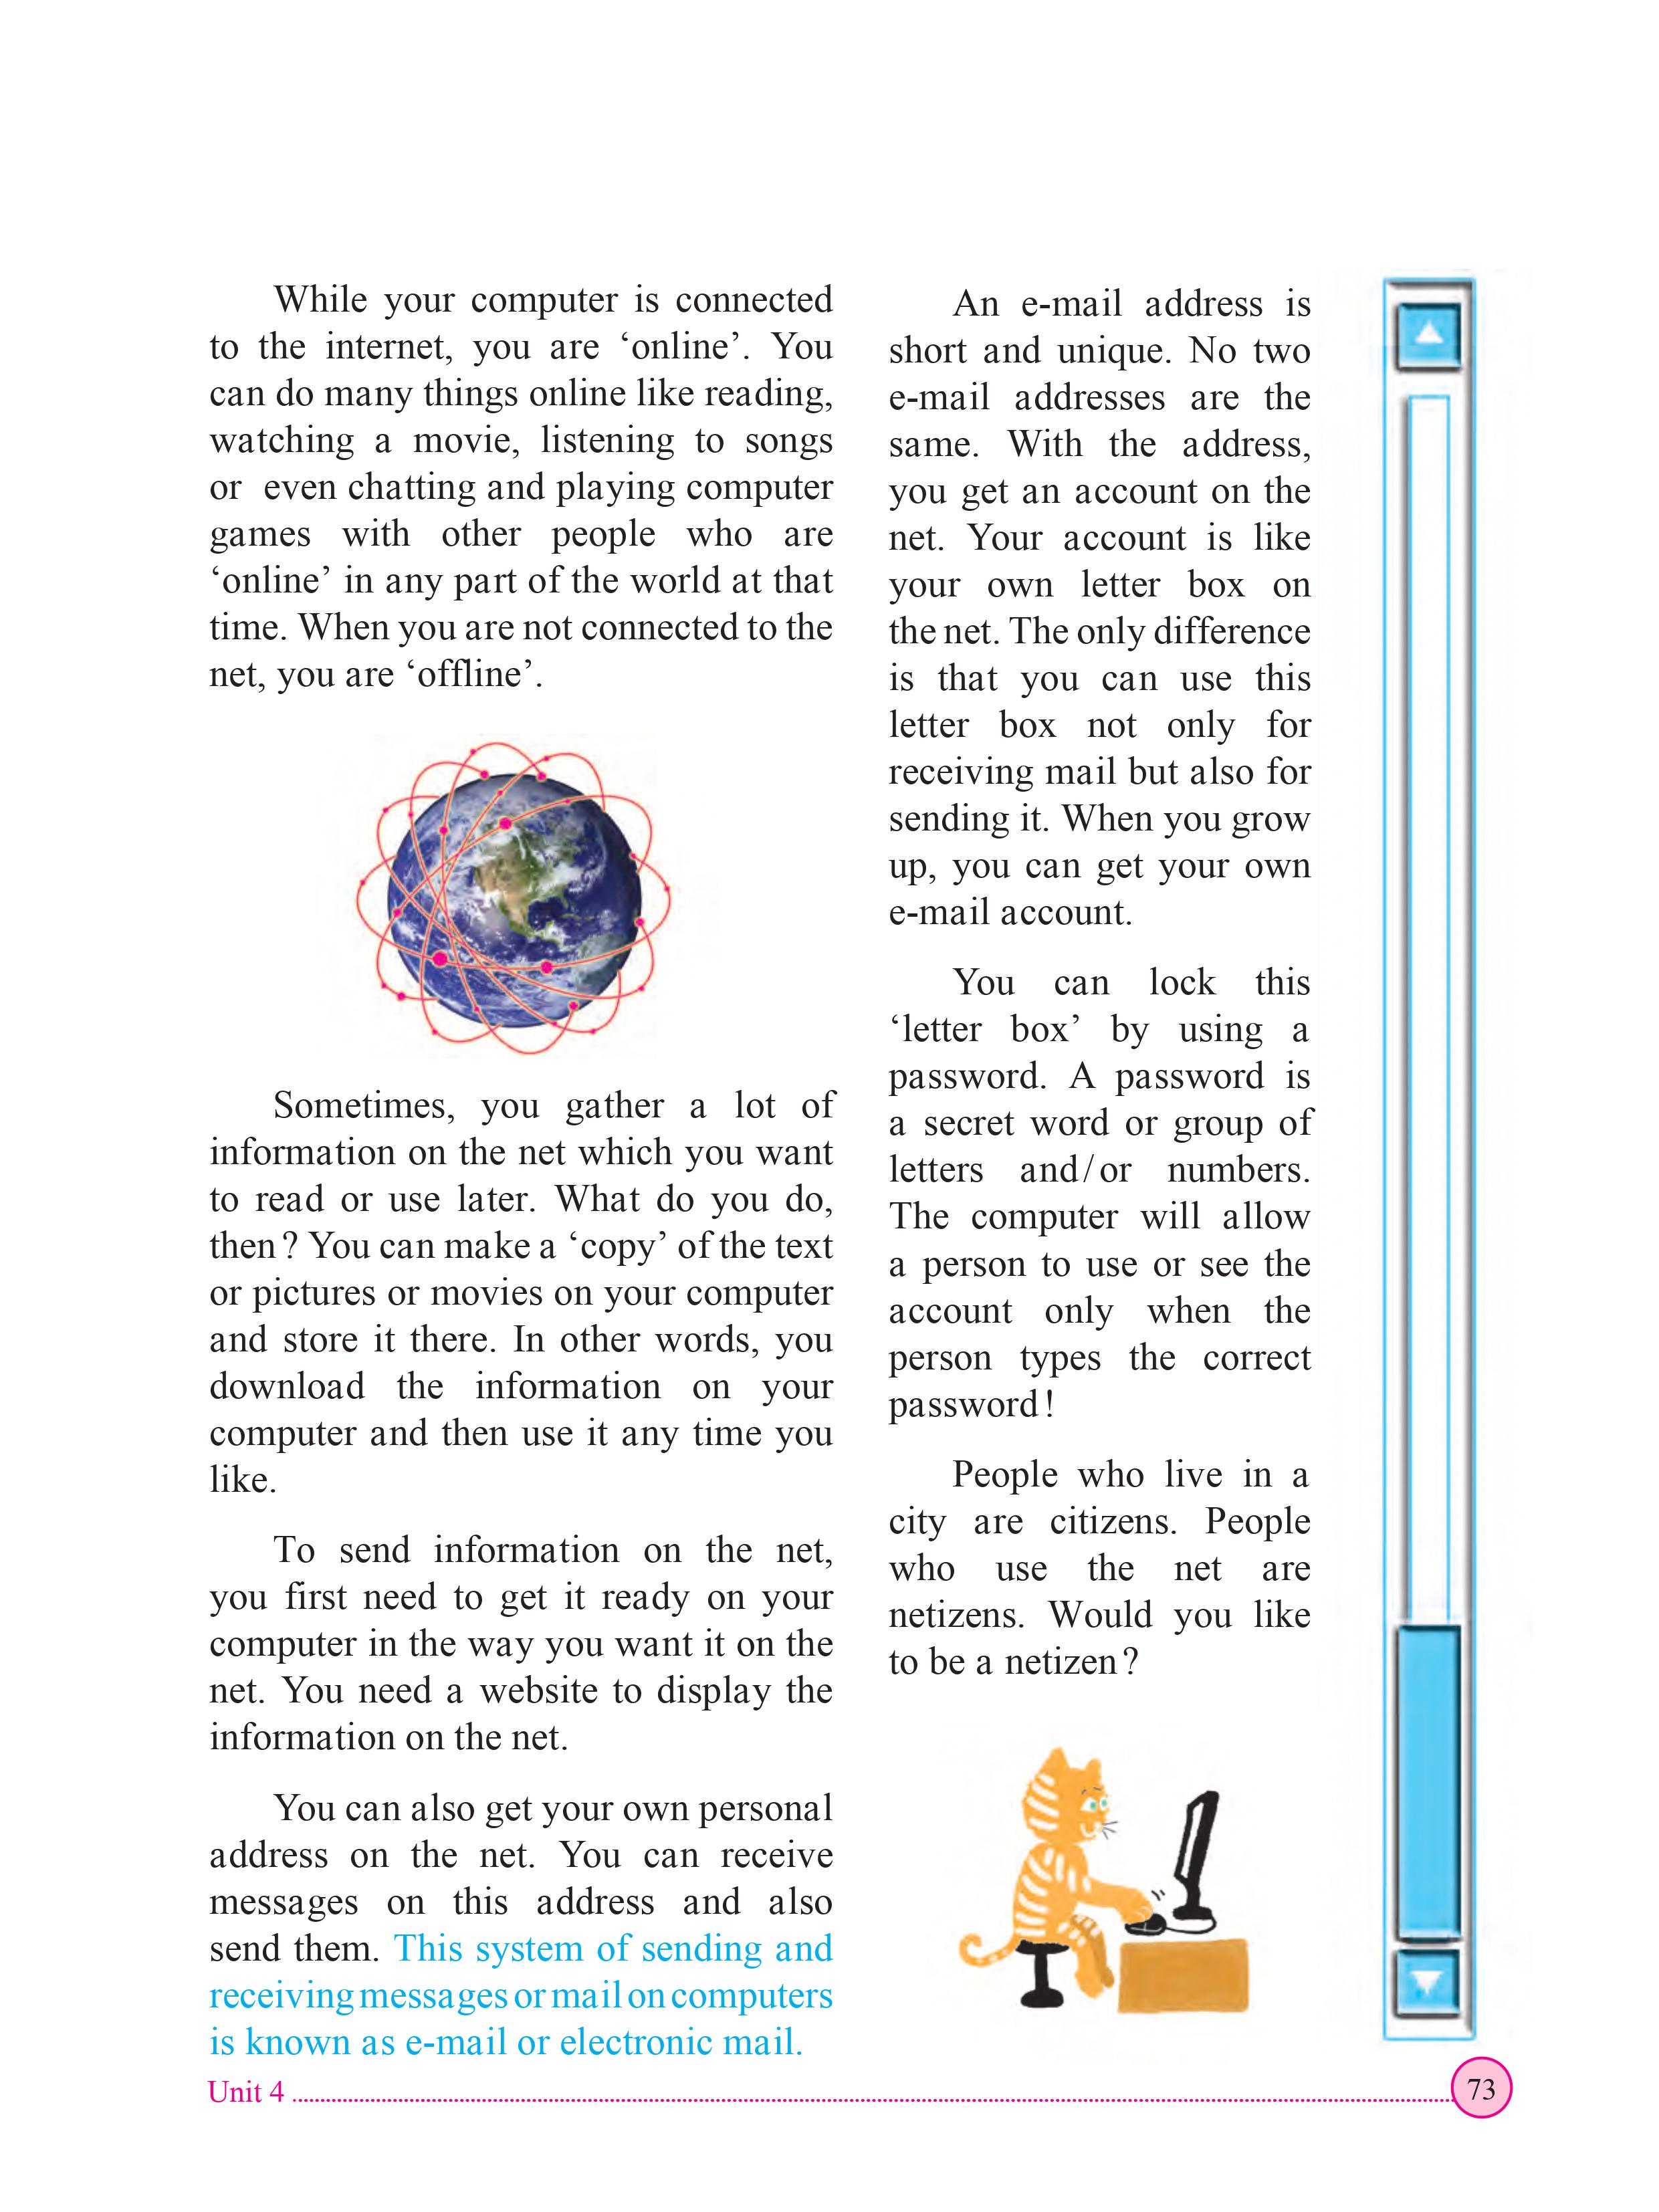 While your computer is connected
to the internet, you are ‘online’. You
can do many things online like reading,
watching a movie, listening to songs
or even chatting and playing computer
games with other people who are
‘online’ in any part of the world at that
time. When you are not connected to the
net, you are ‘offline’.
Sometimes, you gather a lot of
information on the net which you want
to read or use later. What do you do,
then? You can make a ‘copy’ of the text
or pictures or movies on your computer
and store it there. In other words, you
download the information on your
computer and then use it any time you
like.
To send information on the net,
you first need to get it ready on your
computer in the way you want it on the
net. You need a website to display the
information on the net.
You can also get your own personal
address on the net. You can receive
messages on this address and also
send them. This system of sending and
receiving messages or mail on computers
is known as e-mail or electronic mail.
An e-mail address is
short and unique. No two
e-mail addresses are the
same. With the address,
you get an account on the
net. Your account is like
your own letter box on
the net. The only difference
is that you can use this
letter box not only for
receiving mail but also for
sending it. When you grow
up, you can get your own
e-mail account.
You can lock this
‘letter box’ by using a
password. A password is
a secret word or group of
letters and/or numbers.
The computer will allow
a person to use or see the
account only when the
person types the correct
password!
People who live in a
city are citizens. People
who use the net are
netizens. Would you like
to be a netizen?
Unit 4
73